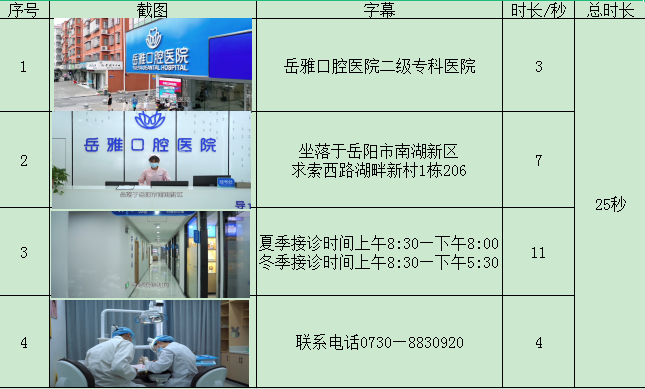 序号 截图 字幕 时长/秒 总时长
1 岳雅口腔医院 岳雅口腔医院二级专科医院 3
2 岳雅口腔医院 坐落于岳阳市南湖新区
求索西路湖畔新村1栋206 7
25秒
3 夏季接诊时间上午8:30一下午8:00
冬季接诊时间上午8:30一下午5:30 11
4 联系电话0730一8830920 4